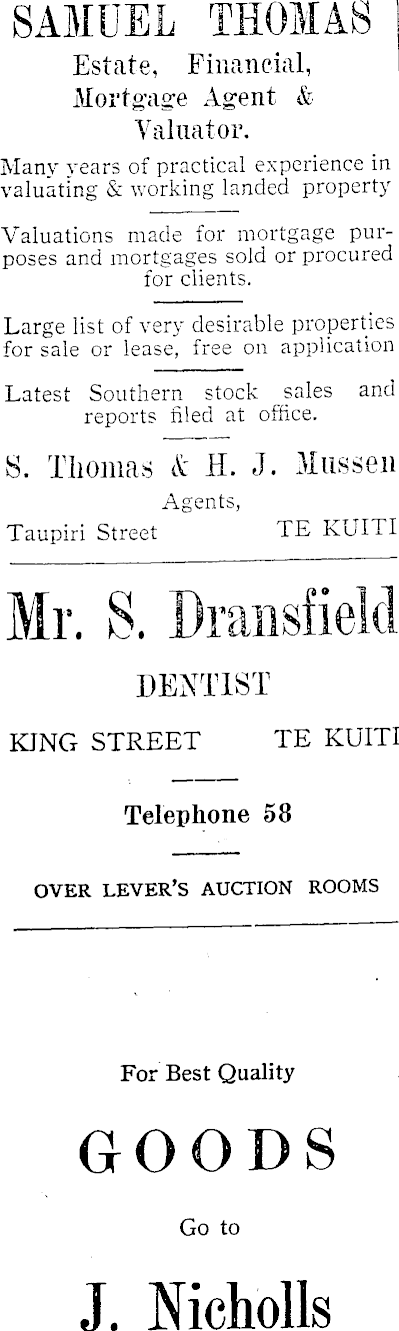 SAMUEL THOMAS
Estate, Financial,
Mortgage Agent &
Valuator.
Many years of practical experience in
valuating & working landed property
Valuations made for mortgage pur-
poses and mortgages sold or procured
for clients.
Large list of very desirable properties
for sale or lease, free on application
Latest Southern stock sales and
reports filed at office.
S. Thomas & H. J. Mussen
Agents,
Taupiri Street TE KUITI
Mr. S. Dransfield
DENTIST
KING STREET TE KUITI
Telephone 58
OVER LEVER'S AUCTION ROOMS
For Best Quality
GOODS
Go to
J. Nicholls